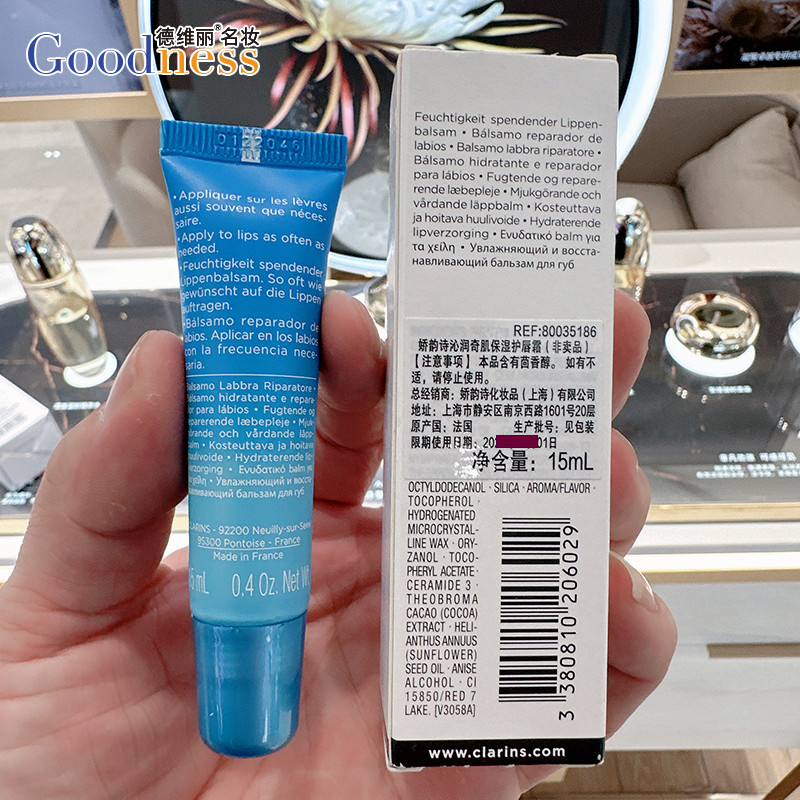 德维丽®名妆
Goodness
0122046
• Appliquer sur les lèvres
aussi souvent que néces-
saire.
• Apply to lips as often as
needed.
• Feuchtigkeit spendender
Lippenbalsam. So oft wie
gewünscht auf die Lippen
auftragen.
• Bálsamo reparador de
labios. Aplicar en los labios
con la frecuencia nece-
saria.
Balsamo Labbra Riparatore •
Bálsamo hidratante e repara-
dor para lábios • Fugtende og
reparerende læbepleje • Mjuk-
görande och vårdande läppbal-
sam • Kosteuttava ja hoitava
huulivoide • Hydraterende lip-
verzorging • Ενυδατικό balm για
τα χείλη • Увлажняющий и восста-
навливающий бальзам для губ
CLARINS - 92200 Neuilly-sur-Seine
95300 Pontoise - France
Made in France
5 mL 0.4 Oz. Net Wt.
Feuchtigkeit spendender Lippen-
balsam • Bálsamo reparador de
labios • Balsamo labbra riparatore •
Bálsamo hidratante e reparador
para lábios • Fugtende og repare-
rende læbepleje • Mjukgörande och
vårdande läppbalm • Kosteuttava
ja hoitava huulivoide • Hydraterende
lipverzorging • Ενυδατικό balm για
τα χείλη • Увлажняющий и восста-
навливающий бальзам для губ
REF:80035186
娇韵诗沁润奇肌保湿护唇霜（非卖品）
【注意事项】 本品含有茴香醇。 如有不
适，请停止使用。
总经销商：娇韵诗化妆品（上海）有限公司
地址：上海市静安区南京西路1601号20层
原产国：法国 生产批号：见包装
限期使用日期：202 01日
净含量：15mL
OCTYLDODECANOL · SILICA · AROMA/FLAVOR ·
TOCOPHEROL ·
HYDROGENATED
MICROCRYSTAL-
LINE WAX · ORY-
ZANOL · TOCO-
PHERYL ACETATE ·
CERAMIDE 3 ·
THEOBROMA
CACAO (COCOA)
EXTRACT · HELI-
ANTHUS ANNUUS
(SUNFLOWER)
SEED OIL · ANISE
ALCOHOL · CI
15850/RED 7
LAKE. [V3058A]
3 380810 206029
www.clarins.com